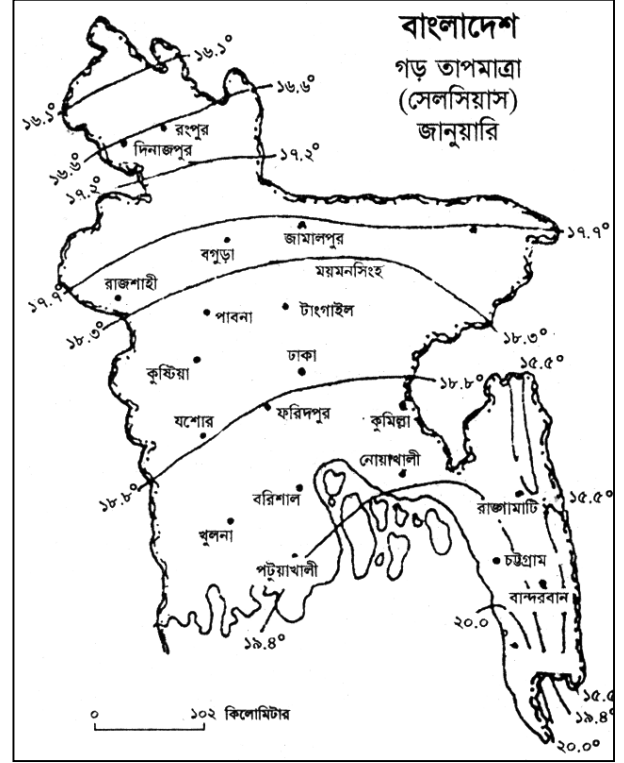 বাংলাদেশ
গড় তাপমাত্রা
(সেলসিয়াস)
জানুয়ারি
১৬.১°
১৬.৬°
১৬.১°
রংপুর
দিনাজপুর
১৬.৬°
১৭.২°
১৭.২°
জামালপুর
১৭.৭°
বগুড়া
ময়মনসিংহ
রাজশাহী
১৭.৭°
পাবনা
টাংগাইল
১৮.৩°
১৮.৩°
ঢাকা
১৫.৫°
কুষ্টিয়া
১৮.৮°
ফরিদপুর
যশোর
কুমিল্লা
নোয়াখালী
১৮.৮°
বরিশাল
রাঙ্গামাটি
১৫.৫°
খুলনা
চট্টগ্রাম
পটুয়াখালী
বান্দরবান
২০.০
১৯.৪°
১৫.৫
১৯.৪°
০ ১০২ কিলোমিটার
২০.০°